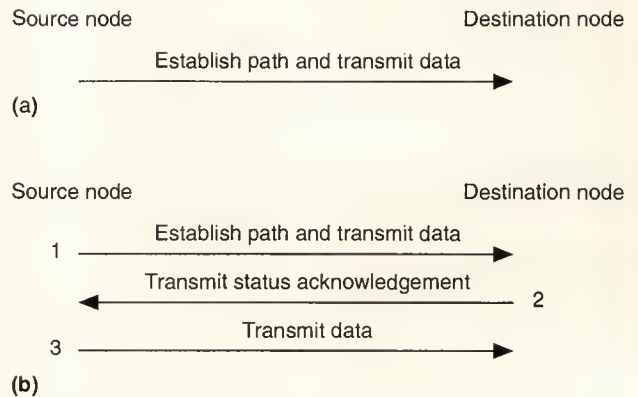 Source node Destination node
Establish path and transmit data
(a)
Source node Destination node
1 Establish path and transmit data
Transmit status acknowledgement 2
3 Transmit data
(b)